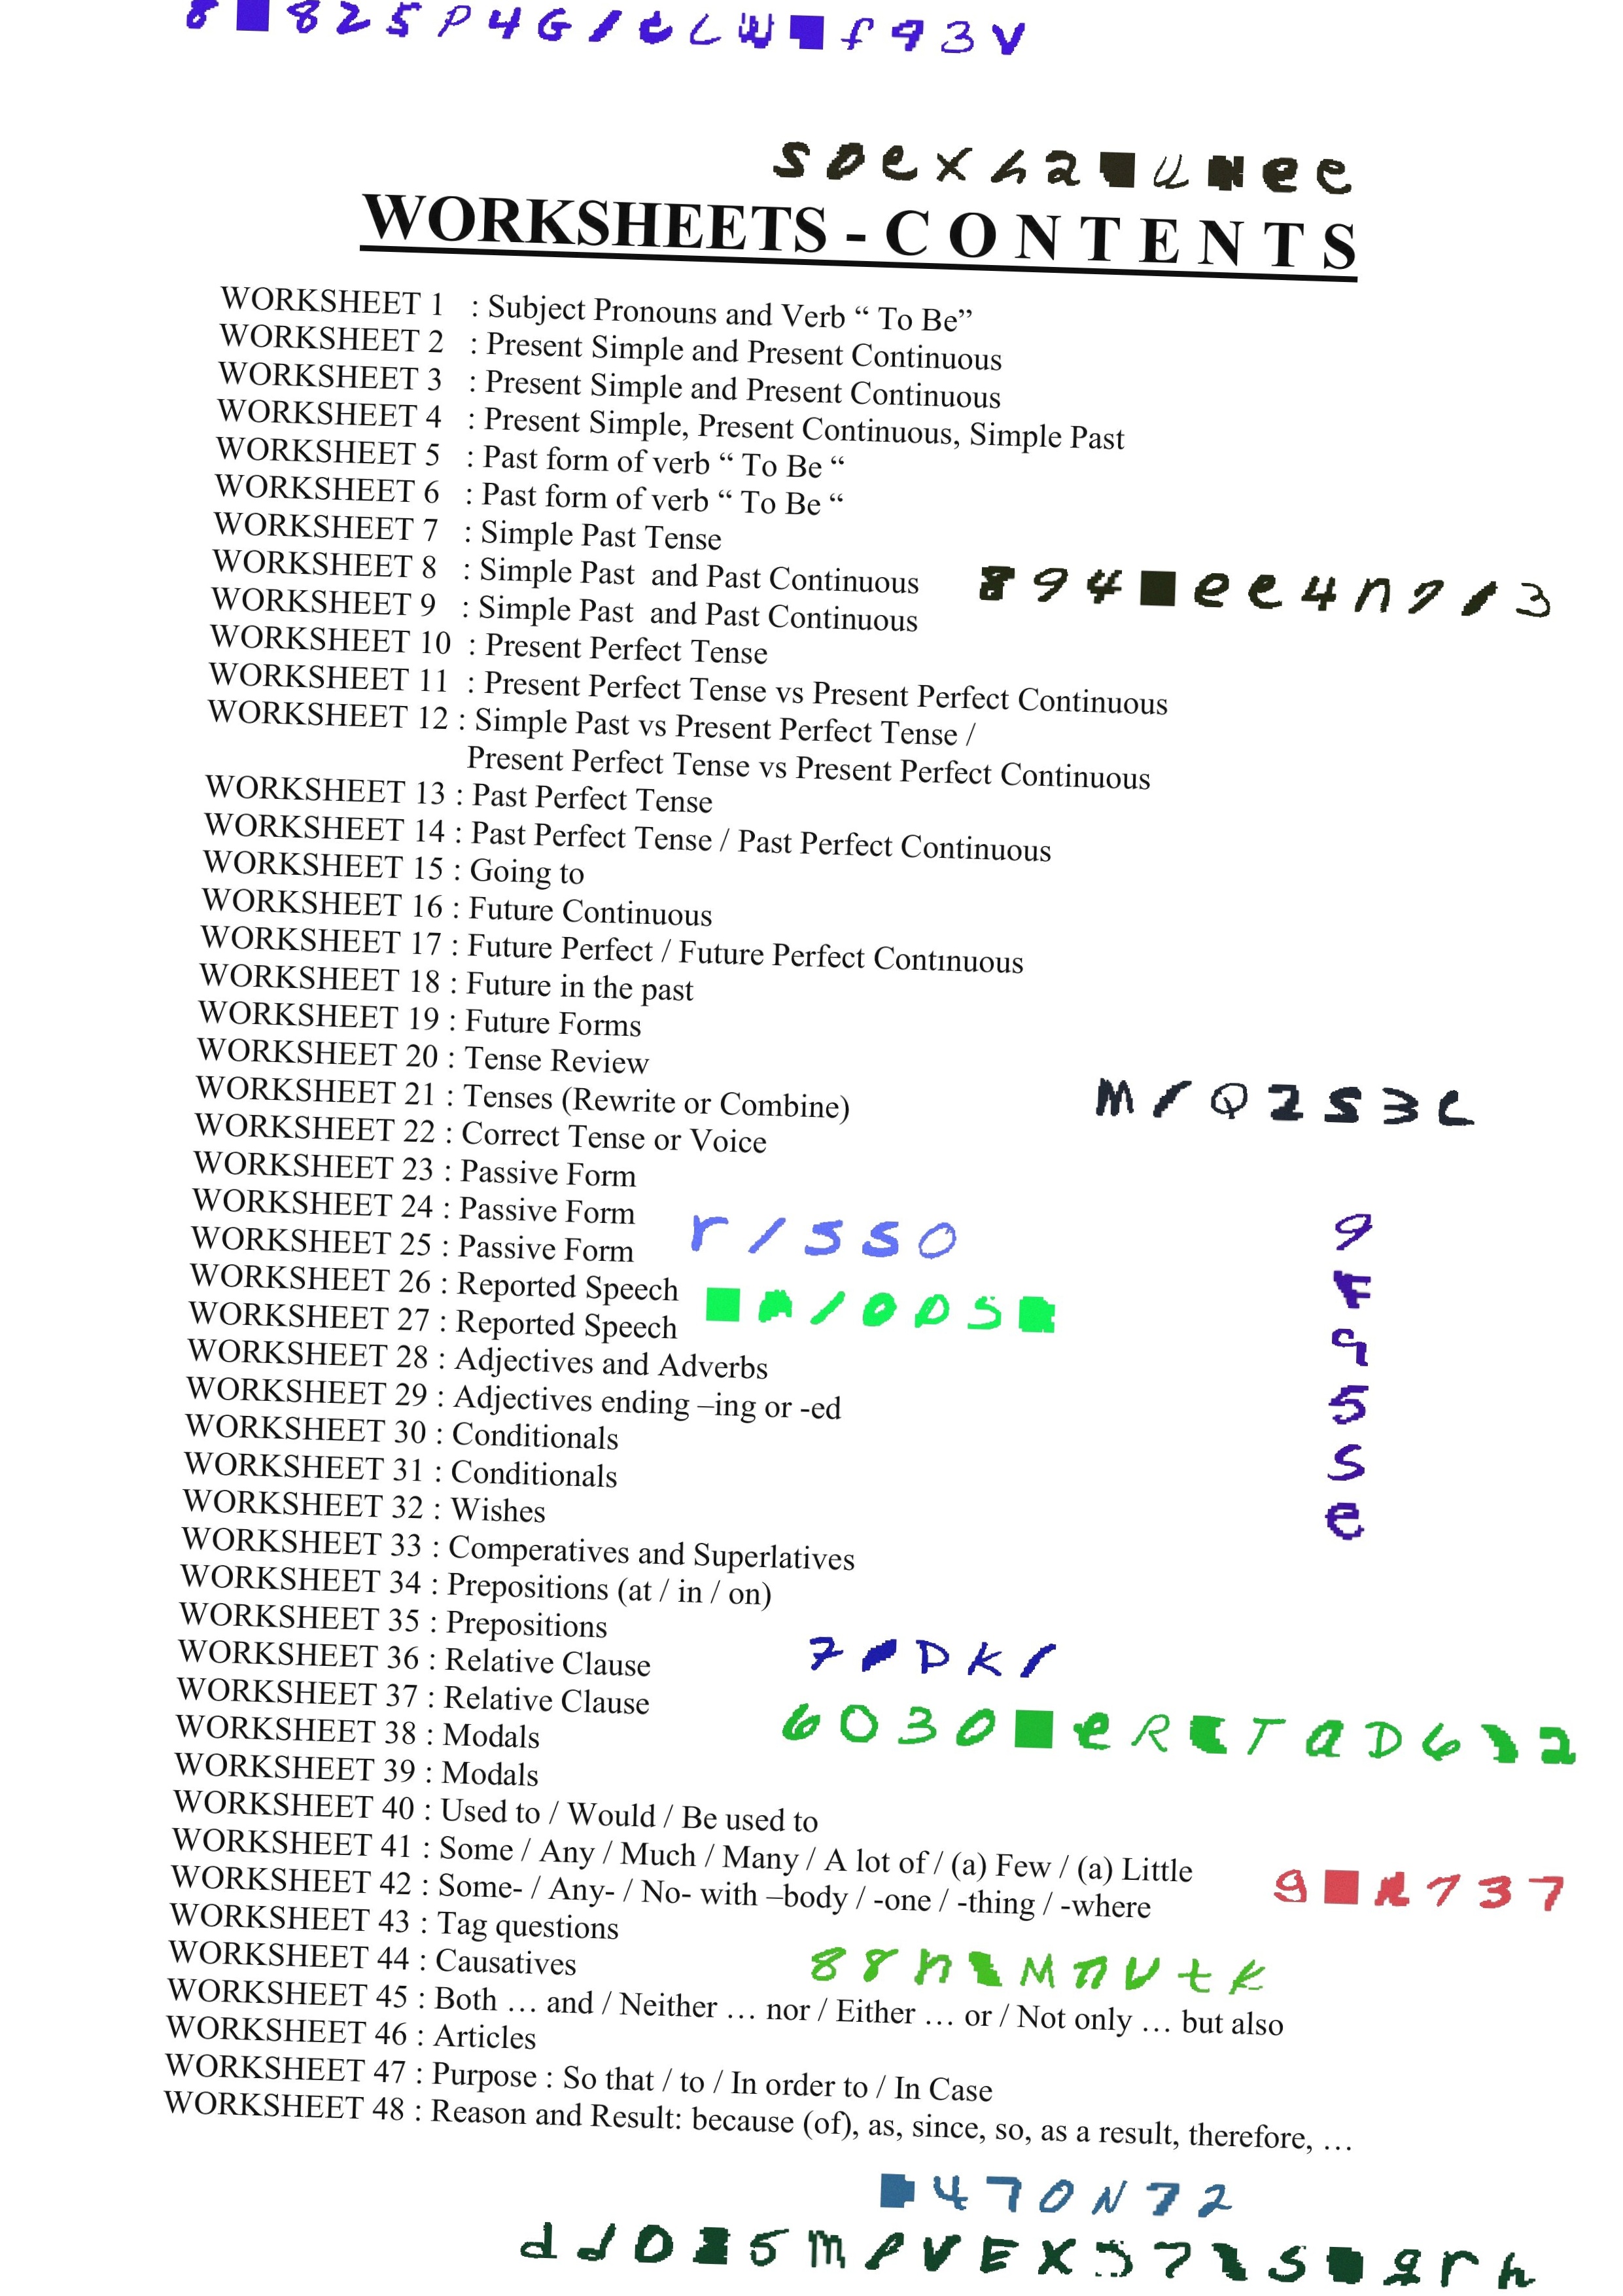 WORKSHEETS - C O N T E N T S
WORKSHEET 1 : Subject Pronouns and Verb “ To Be”
WORKSHEET 2 : Present Simple and Present Continuous
WORKSHEET 3 : Present Simple and Present Continuous
WORKSHEET 4 : Present Simple, Present Continuous, Simple Past
WORKSHEET 5 : Past form of verb “ To Be “
WORKSHEET 6 : Past form of verb “ To Be “
WORKSHEET 7 : Simple Past Tense
WORKSHEET 8 : Simple Past and Past Continuous
WORKSHEET 9 : Simple Past and Past Continuous
WORKSHEET 10 : Present Perfect Tense
WORKSHEET 11 : Present Perfect Tense vs Present Perfect Continuous
WORKSHEET 12 : Simple Past vs Present Perfect Tense /
Present Perfect Tense vs Present Perfect Continuous
WORKSHEET 13 : Past Perfect Tense
WORKSHEET 14 : Past Perfect Tense / Past Perfect Continuous
WORKSHEET 15 : Going to
WORKSHEET 16 : Future Continuous
WORKSHEET 17 : Future Perfect / Future Perfect Contınuous
WORKSHEET 18 : Future in the past
WORKSHEET 19 : Future Forms
WORKSHEET 20 : Tense Review
WORKSHEET 21 : Tenses (Rewrite or Combine)
WORKSHEET 22 : Correct Tense or Voice
WORKSHEET 23 : Passive Form
WORKSHEET 24 : Passive Form
WORKSHEET 25 : Passive Form
WORKSHEET 26 : Reported Speech
WORKSHEET 27 : Reported Speech
WORKSHEET 28 : Adjectives and Adverbs
WORKSHEET 29 : Adjectives ending –ing or -ed
WORKSHEET 30 : Conditionals
WORKSHEET 31 : Conditionals
WORKSHEET 32 : Wishes
WORKSHEET 33 : Comperatives and Superlatives
WORKSHEET 34 : Prepositions (at / in / on)
WORKSHEET 35 : Prepositions
WORKSHEET 36 : Relative Clause
WORKSHEET 37 : Relative Clause
WORKSHEET 38 : Modals
WORKSHEET 39 : Modals
WORKSHEET 40 : Used to / Would / Be used to
WORKSHEET 41 : Some / Any / Much / Many / A lot of / (a) Few / (a) Little
WORKSHEET 42 : Some- / Any- / No- with –body / -one / -thing / -where
WORKSHEET 43 : Tag questions
WORKSHEET 44 : Causatives
WORKSHEET 45 : Both … and / Neither … nor / Either … or / Not only … but also
WORKSHEET 46 : Articles
WORKSHEET 47 : Purpose : So that / to / In order to / In Case
WORKSHEET 48 : Reason and Result: because (of), as, since, so, as a result, therefore, …